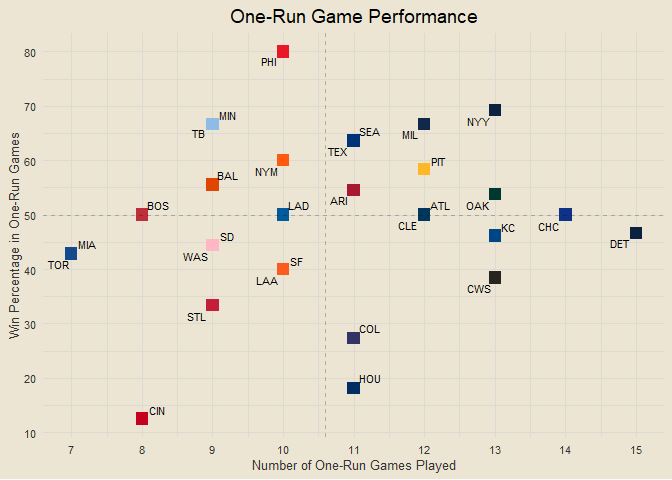 One-Run Game Performance
Win Percentage in One-Run Games
80
70
60
50
40
30
20
10
PHI
MIN
TB
NYY
SEA
MIL
TEX
PIT
NYM
BAL
ARI
OAK
BOS
LAD
ATL
CLE
CHC
KC
DET
SD
WAS
MIA
TOR
SF
LAA
CWS
STL
COL
HOU
CIN
7 8 9 10 11 12 13 14 15
Number of One-Run Games Played